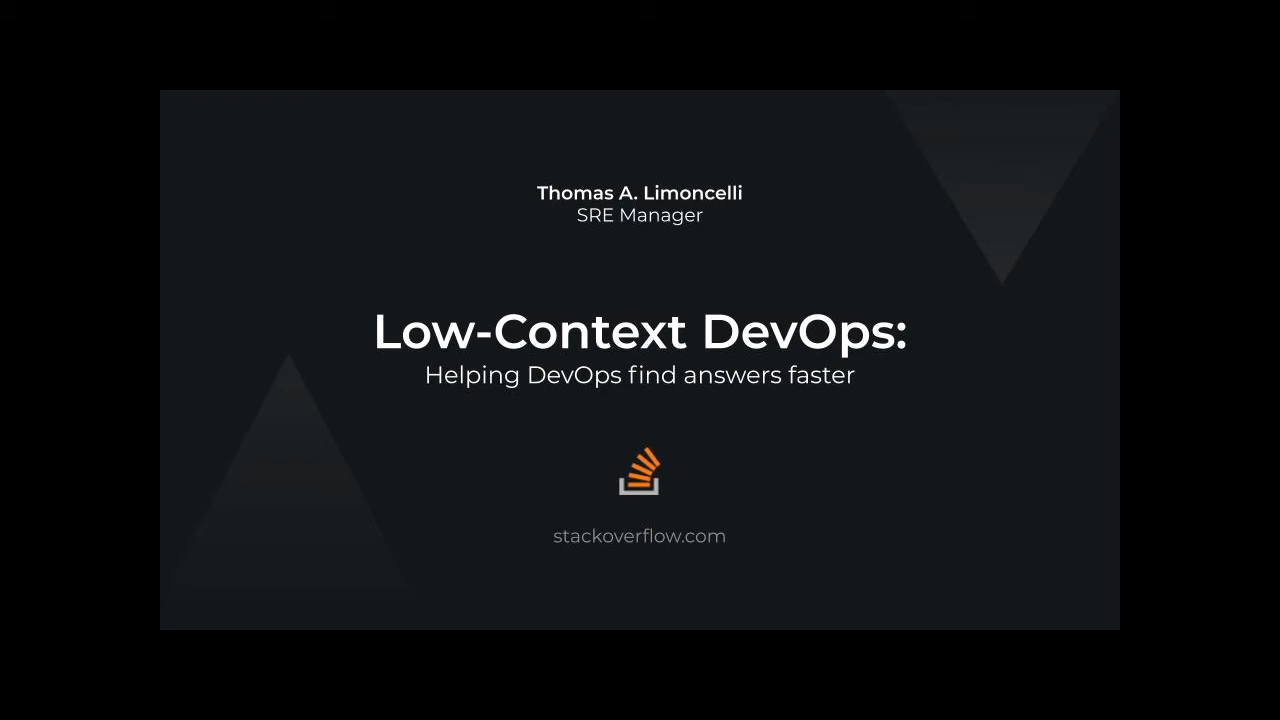 Thomas A. Limoncelli
SRE Manager
Low-Context DevOps:
Helping DevOps find answers faster
stackoverflow.com